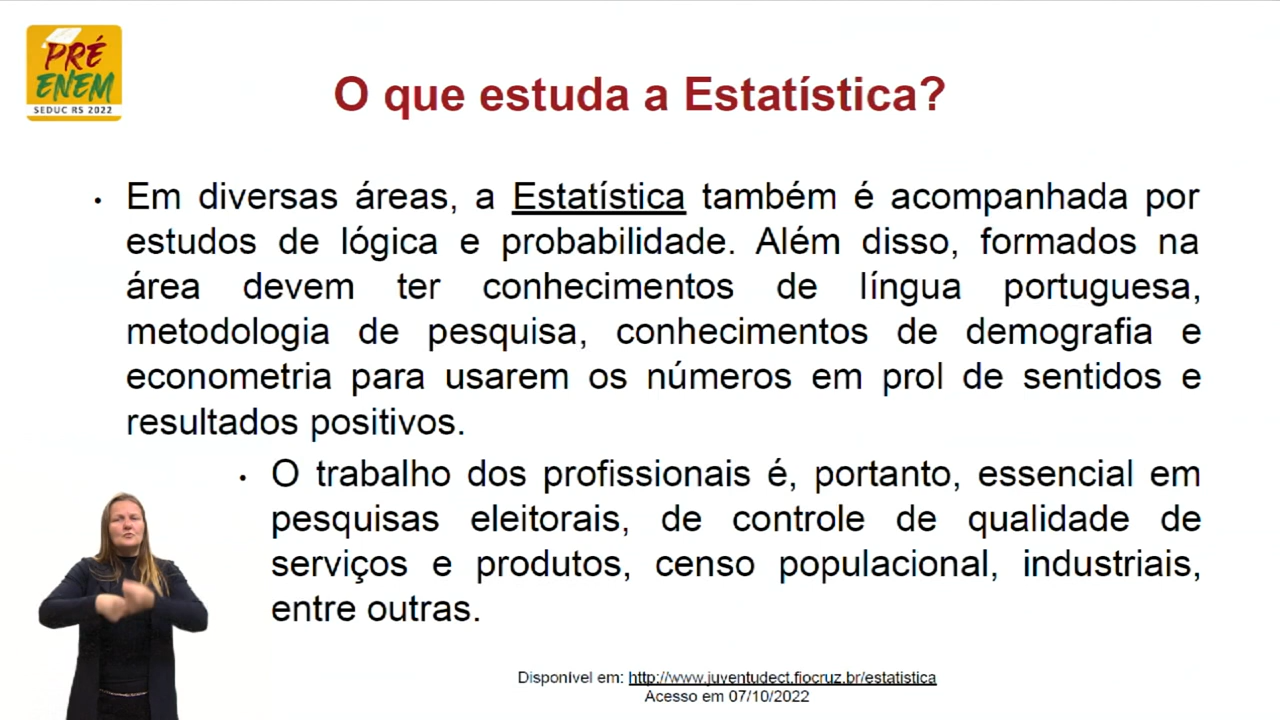 PRÉ
ENEM
SEDUC RS 2022
O que estuda a Estatística?
• Em diversas áreas, a Estatística também é acompanhada por
estudos de lógica e probabilidade. Além disso, formados na
área devem ter conhecimentos de língua portuguesa,
metodologia de pesquisa, conhecimentos de demografia e
econometria para usarem os números em prol de sentidos e
resultados positivos.
• O trabalho dos profissionais é, portanto, essencial em
pesquisas eleitorais, de controle de qualidade de
serviços e produtos, censo populacional, industriais,
entre outras.
Disponível em: http://www.juventudect.fiocruz.br/estatistica
Acesso em 07/10/2022